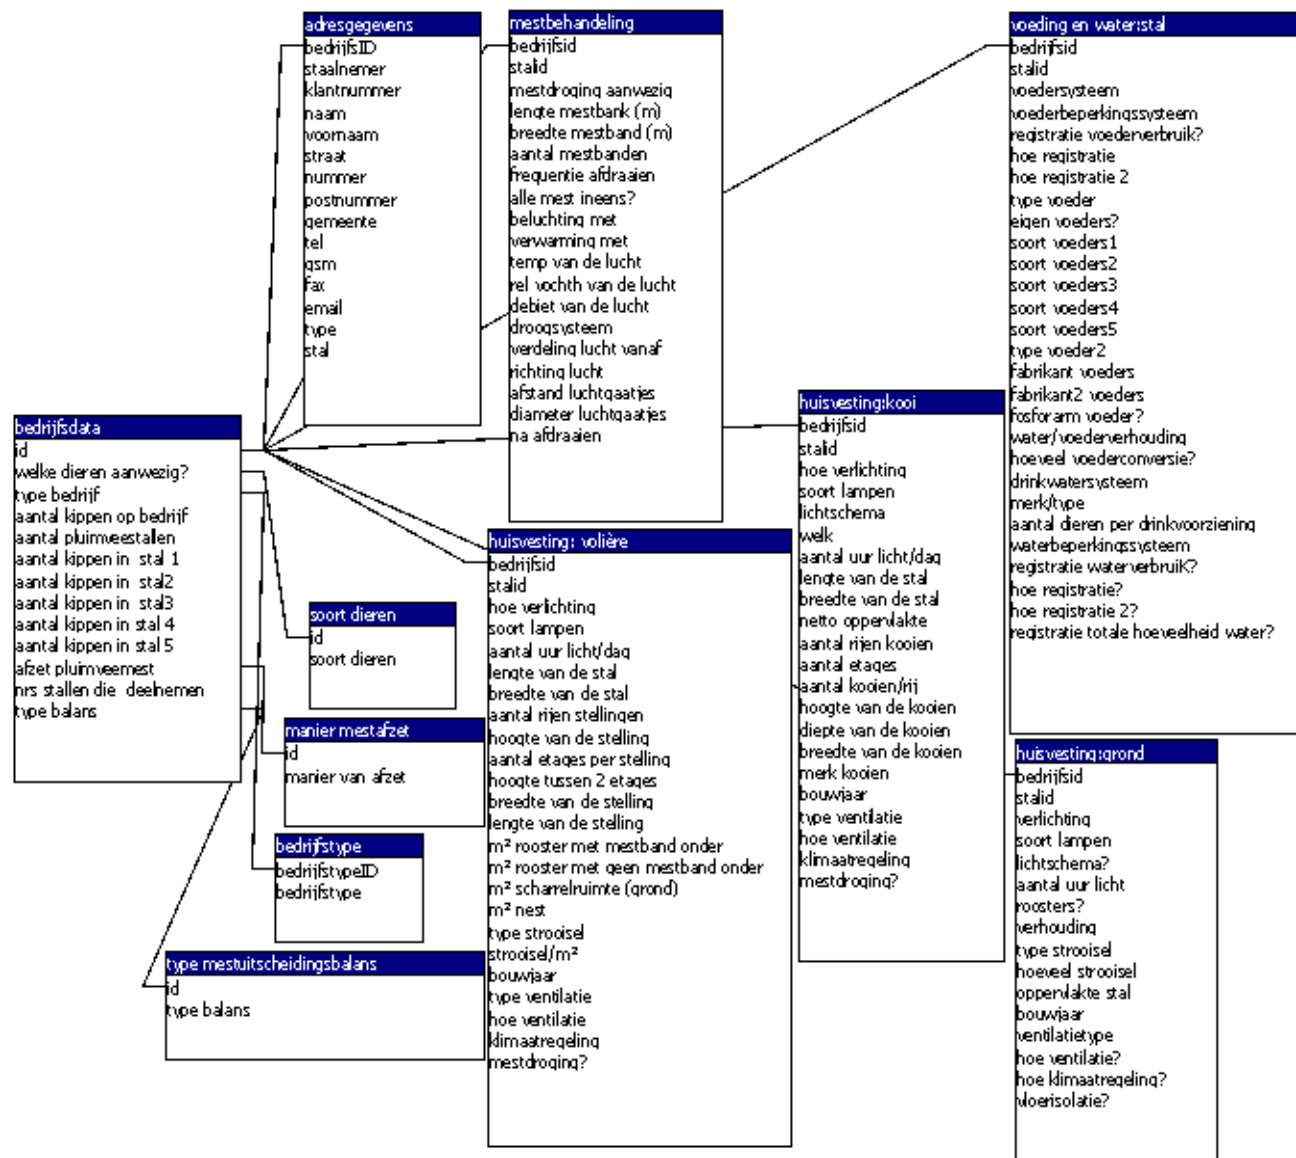 adresgegevens
bedrijfsID
staalnemer
klantnummer
naam
voornaam
straat
nummer
postnummer
gemeente
tel
gsm
fax
email
type
stal
mestbehandeling
bedrijfsid
stalid
mestdroging aanwezig
lengte mestbank (m)
breedte mestband (m)
aantal mestbanden
frequentie afdraaien
alle mest ineens?
beluchting met
verwarming met
temp van de lucht
rel vochth van de lucht
debiet van de lucht
droogsysteem
verdeling lucht vanaf
richting lucht
afstand luchtgaatjes
diameter luchtgaatjes
na afdraaien
voeding en water:stal
bedrijfsid
stalid
voedersysteem
voederbeperkingssysteem
registratie voederverbruik?
hoe registratie
hoe registratie 2
type voeder
eigen voeders?
soort voeders1
soort voeders2
soort voeders3
soort voeders4
soort voeders5
type voeder2
fabrikant voeders
fabrikant2 voeders
fosforarm voeder?
water/voederverhouding
hoeveel voederconversie?
drinkwatersysteem
merk/type
aantal dieren per drinkvoorziening
waterbeperkingssysteem
registratie waterverbruik?
hoe registratie?
hoe registratie 2?
registratie totale hoeveelheid water?
bedrijfsdata
id
welke dieren aanwezig?
type bedrijf
aantal kippen op bedrijf
aantal pluimveestallen
aantal kippen in stal 1
aantal kippen in stal2
aantal kippen in stal3
aantal kippen in stal 4
aantal kippen in stal 5
afzet pluimveemest
nrs stallen die deelnemen
type balans
huisvesting:kooi
bedrijfsid
stalid
hoe verlichting
soort lampen
lichtschema
welk
aantal uur licht/dag
lengte van de stal
breedte van de stal
netto oppervlakte
aantal rijen kooien
aantal etages
aantal kooien/rij
hoogte van de kooien
diepte van de kooien
breedte van de kooien
merk kooien
bouwjaar
type ventilatie
hoe ventilatie
klimaatregeling
mestdroging?
huisvesting: volière
bedrijfsid
stalid
hoe verlichting
soort lampen
aantal uur licht/dag
lengte van de stal
breedte van de stal
aantal rijen stellingen
hoogte van de stelling
aantal etages per stelling
hoogte tussen 2 etages
breedte van de stelling
lengte van de stelling
m² rooster met mestband onder
m² rooster met geen mestband onder
m² scharrelruimte (grond)
m² nest
type strooisel
strooisel/m²
bouwjaar
type ventilatie
hoe ventilatie
klimaatregeling
mestdroging?
soort dieren
id
soort dieren
manier mestafzet
id
manier van afzet
bedrijfstype
bedrijfstypeID
bedrijfstype
type mestuitscheidingsbalans
id
type balans
huisvesting:grond
bedrijfsid
stalid
verlichting
soort lampen
lichtschema?
aantal uur licht
roosters?
verhouding
type strooisel
hoeveel strooisel
oppervlakte stal
bouwjaar
ventilatietype
hoe ventilatie?
hoe klimaatregeling?
vloerisolatie?